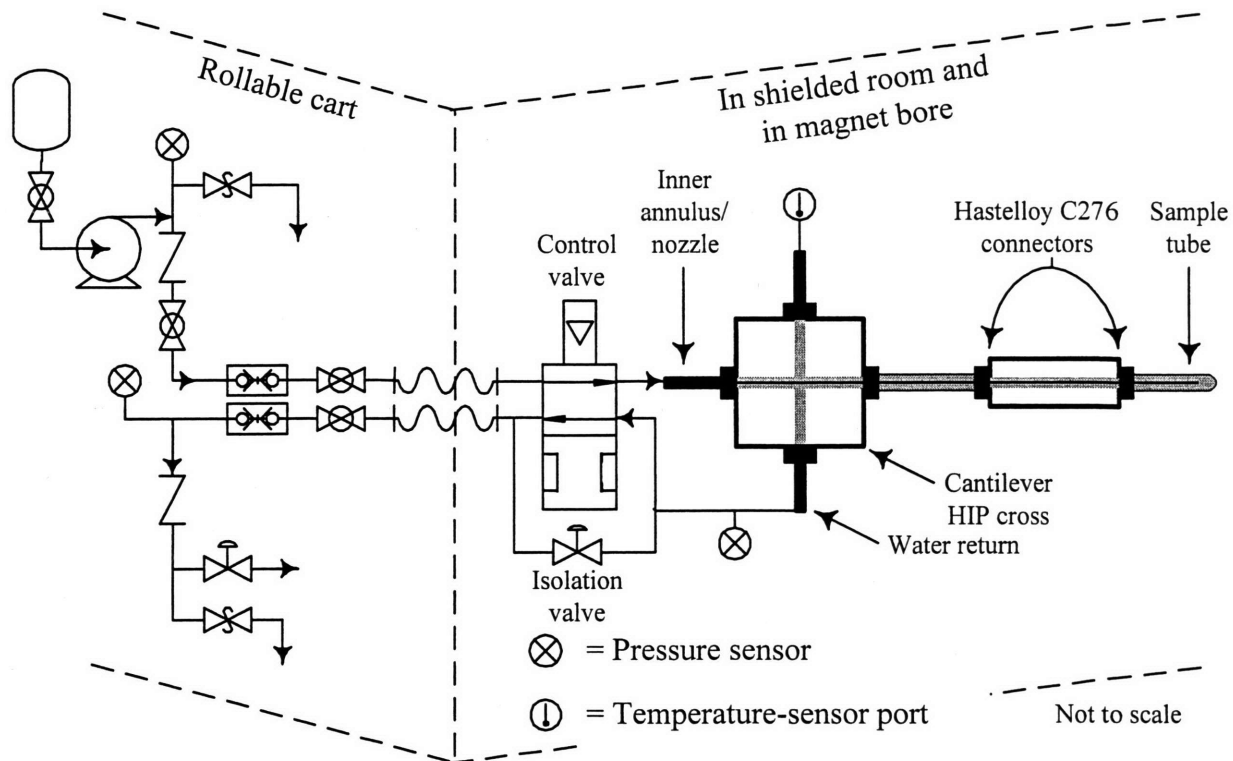 Rollable cart
In shielded room and
in magnet bore
Inner
annulus/
nozzle
Hastelloy C276
connectors
Sample
tube
Control
valve
Cantilever
HIP cross
Water return
Isolation
valve
= Pressure sensor
= Temperature-sensor port
Not to scale